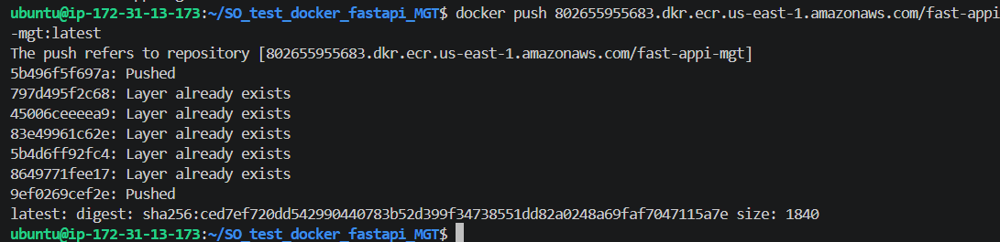 ubuntu@ip-172-31-13-173:~/SO_test_docker_fastapi_MGT$ docker push 802655955683.dkr.ecr.us-east-1.amazonaws.com/fast-appi
-mgt:latest
The push refers to repository [802655955683.dkr.ecr.us-east-1.amazonaws.com/fast-appi-mgt]
5b496f5f697a: Pushed
797d495f2c68: Layer already exists
45006ceeeea9: Layer already exists
83e49961c62e: Layer already exists
5b4d6ff92fc4: Layer already exists
8649771fee17: Layer already exists
9ef0269cef2e: Pushed
latest: digest: sha256:ced7ef720dd542990440783b52d399f34738551dd82a0248a69faf7047115a7e size: 1840
ubuntu@ip-172-31-13-173:~/SO_test_docker_fastapi_MGT$